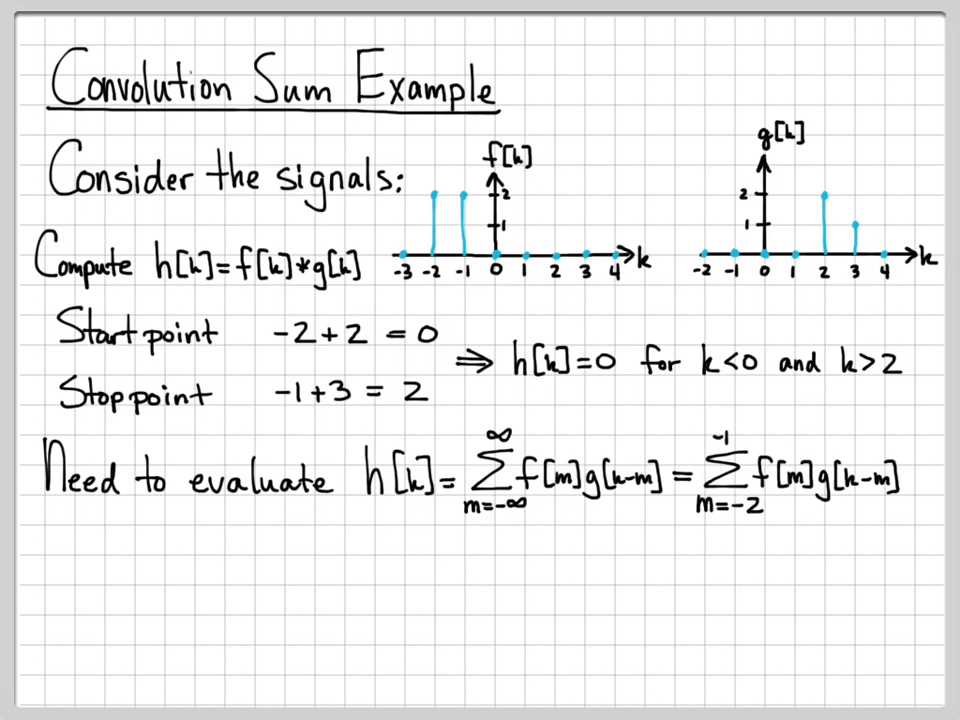 Convolution Sum Example
Consider the signals:
f[k]
2
1
-3 -2 -1 0 1 2 3 4 k
g[k]
2
1
-2 -1 0 1 2 3 4 k
Compute h[k]=f[k]*g[k]
Start point -2+2 = 0
Stop point -1+3 = 2
⇒ h[k]=0 for k<0 and k>2
Need to evaluate h[k]= ∑_{m=-∞}^{∞} f[m]g[k-m] = ∑_{m=-2}^{-1} f[m]g[k-m]